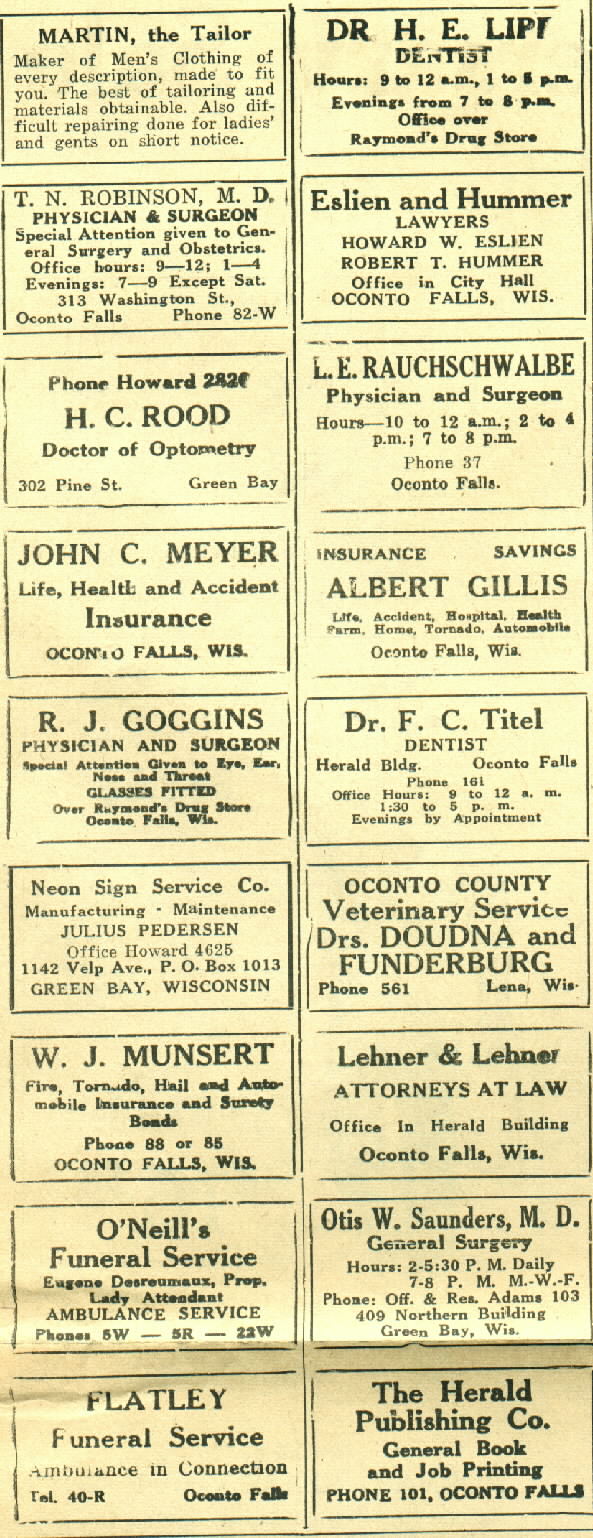 MARTIN, the Tailor
Maker of Men's Clothing of
every description, made to fit
you. The best of tailoring and
materials obtainable. Also dif-
ficult repairing done for ladies'
and gents on short notice.
T. N. ROBINSON, M. D.
PHYSICIAN & SURGEON
Special Attention given to Gen-
eral Surgery and Obstetrics.
Office hours: 9—12; 1—4
Evenings: 7—9 Except Sat.
313 Washington St.,
Oconto Falls Phone 82-W
Phone Howard
H. C. ROOD
Doctor of Optometry
302 Pine St. Green Bay
JOHN C. MEYER
Life, Health and Accident
Insurance
OCONTO FALLS, WIS.
R. J. GOGGINS
PHYSICIAN AND SURGEON
Special Attention Given to Eye, Ear,
Nose and Throat
GLASSES FITTED
Over Raymond's Drug Store
Oconto Falls, Wis.
Neon Sign Service Co.
Manufacturing - Maintenance
JULIUS PEDERSEN
Office Howard 4625
1142 Velp Ave., P. O. Box 1013
GREEN BAY, WISCONSIN
W. J. MUNSERT
Fire, Tornado, Hail and Auto-
mobile Insurance and Surety
Bonds
Phone 88 or 85
OCONTO FALLS, WIS.
O'Neill's
Funeral Service
Eugene Desreumaux, Prop.
Lady Attendant
AMBULANCE SERVICE
Phones 5W — 5R — 22W
FLATLEY
Funeral Service
Ambulance in Connection
Tel. 40-R Oconto Falls
DR H. E.
DENTIST
Hours: 9 to 12 a.m., 1 to 5 p.m.
Evenings from 7 to 8 p.m.
Office over
Raymond's Drug Store
Eslien and Hummer
LAWYERS
HOWARD W. ESLIEN
ROBERT T. HUMMER
Office in City Hall
OCONTO FALLS, WIS.
L. E. RAUCHSCHWALBE
Physician and Surgeon
Hours—10 to 12 a.m.; 2 to 4
p.m.; 7 to 8 p.m.
Phone 37
Oconto Falls.
INSURANCE SAVINGS
ALBERT GILLIS
Life, Accident, Hospital, Health
Farm, Home, Tornado, Automobile
Oconto Falls, Wis.
Dr. F. C. Titel
DENTIST
Herald Bldg. Oconto Falls
Phone 161
Office Hours: 9 to 12 a. m.
1:30 to 5 p. m.
Evenings by Appointment
OCONTO COUNTY
Veterinary Service
Drs. DOUDNA and
FUNDERBURG
Phone 561 Lena, Wis.
Lehner & Lehner
ATTORNEYS AT LAW
Office In Herald Building
Oconto Falls, Wis.
Otis W. Saunders, M. D.
General Surgery
Hours: 2-5:30 P. M. Daily
7-8 P. M. M.-W.-F.
Phone: Off. & Res. Adams 103
409 Northern Building
Green Bay, Wis.
The Herald
Publishing Co.
General Book
and Job Printing
PHONE 101, OCONTO FALLS